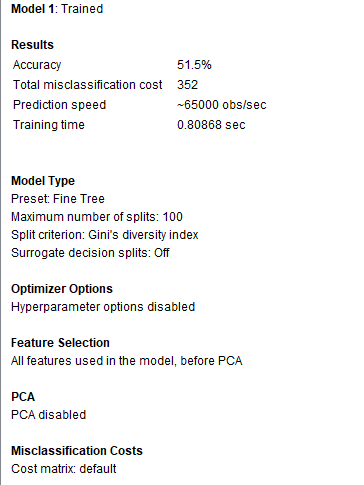 Model 1: Trained
Results
Accuracy 51.5%
Total misclassification cost 352
Prediction speed ~65000 obs/sec
Training time 0.80868 sec
Model Type
Preset: Fine Tree
Maximum number of splits: 100
Split criterion: Gini's diversity index
Surrogate decision splits: Off
Optimizer Options
Hyperparameter options disabled
Feature Selection
All features used in the model, before PCA
PCA
PCA disabled
Misclassification Costs
Cost matrix: default